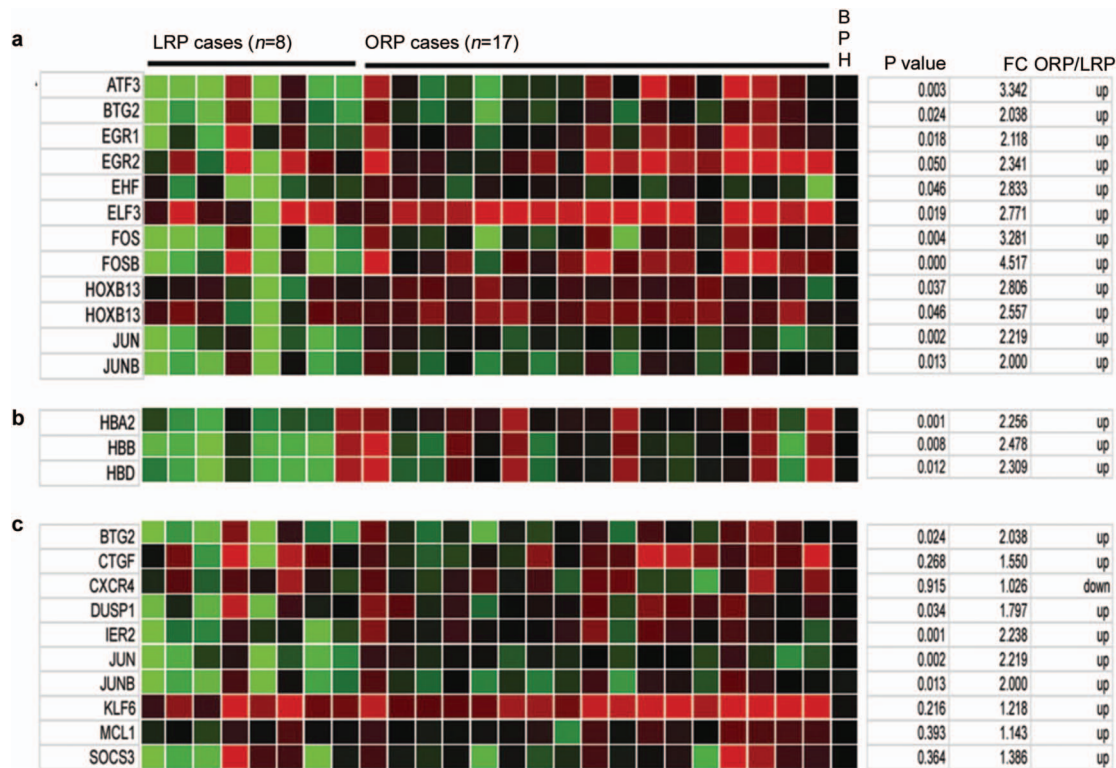 a
LRP cases (n=8)
ORP cases (n=17)
B
P
H
P value FC ORP/LRP
ATF3 0.003 3.342 up
BTG2 0.024 2.038 up
EGR1 0.018 2.118 up
EGR2 0.050 2.341 up
EHF 0.046 2.833 up
ELF3 0.019 2.771 up
FOS 0.004 3.281 up
FOSB 0.000 4.517 up
HOXB13 0.037 2.806 up
HOXB13 0.046 2.557 up
JUN 0.002 2.219 up
JUNB 0.013 2.000 up
b
HBA2 0.001 2.256 up
HBB 0.008 2.478 up
HBD 0.012 2.309 up
c
BTG2 0.024 2.038 up
CTGF 0.268 1.550 up
CXCR4 0.915 1.026 down
DUSP1 0.034 1.797 up
IER2 0.001 2.238 up
JUN 0.002 2.219 up
JUNB 0.013 2.000 up
KLF6 0.216 1.218 up
MCL1 0.393 1.143 up
SOCS3 0.364 1.386 up